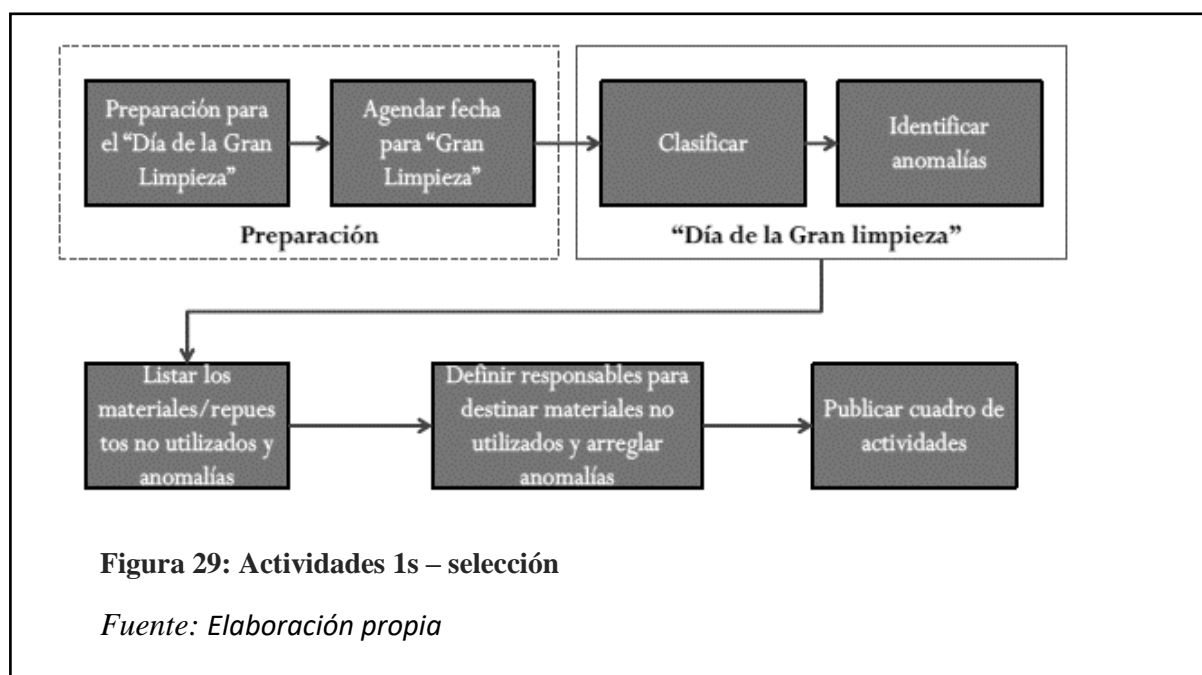 Preparación para
el “Día de la Gran
Limpieza”
Agendar fecha
para “Gran
Limpieza”
Clasificar
Identificar
anomalías
Preparación
“Día de la Gran limpieza”
Listar los
materiales/repues
tos no utilizados y
anomalías
Definir responsables para
destinar materiales no
utilizados y arreglar
anomalías
Publicar cuadro de
actividades
Figura 29: Actividades 1s – selección
Fuente: Elaboración propia